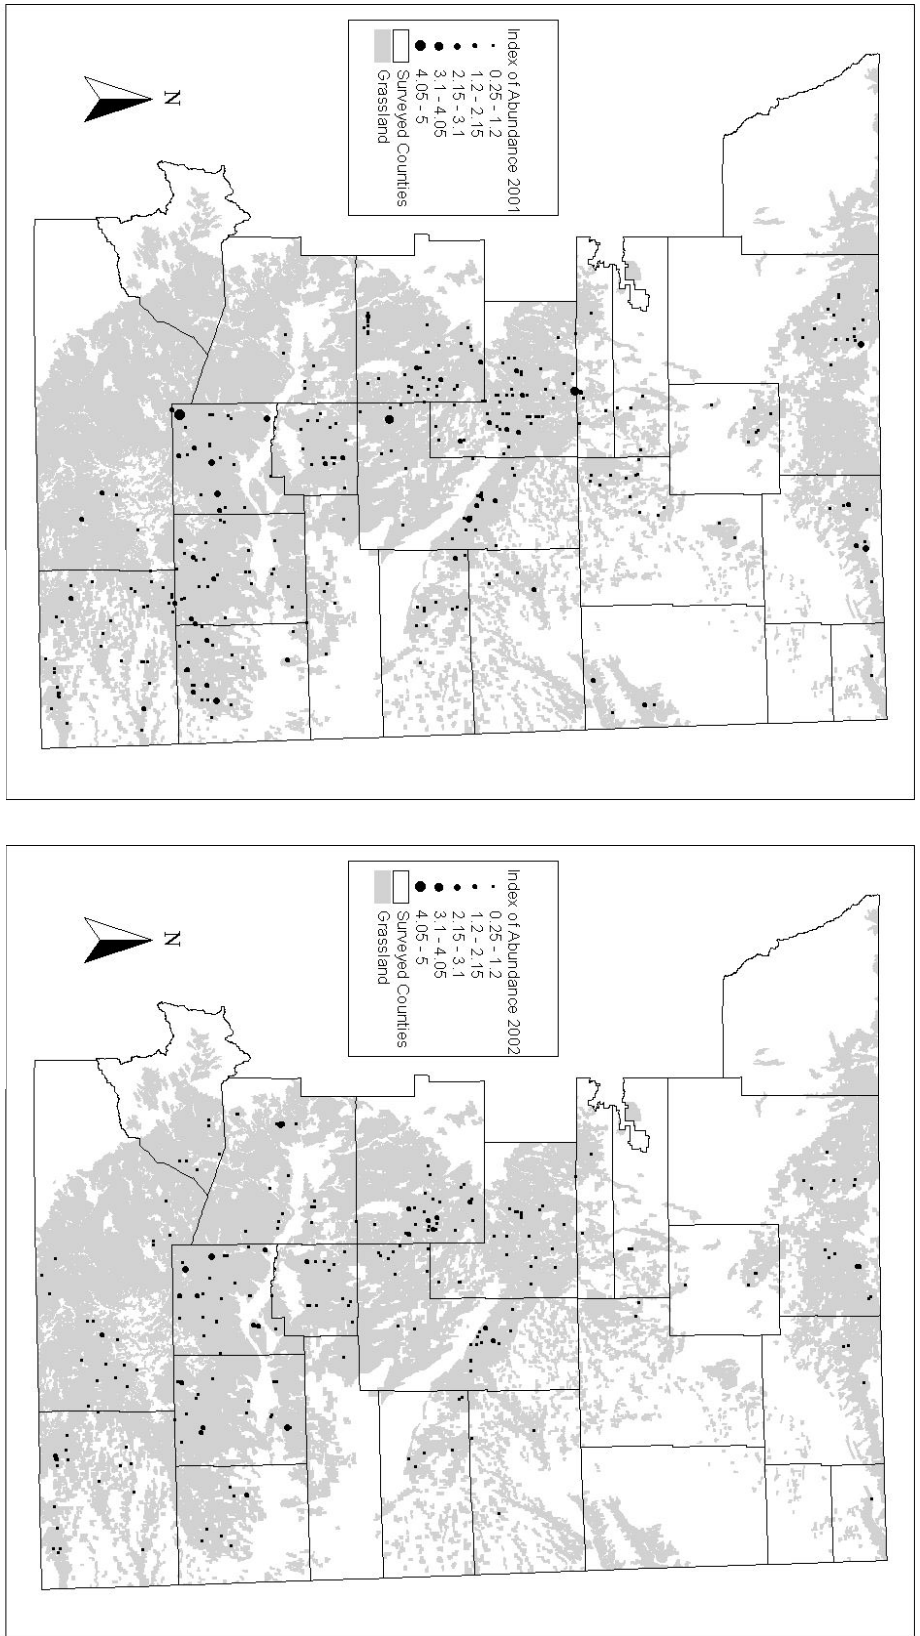 Index of Abundance 2001
0.25 - 1.2
1.2 - 2.15
2.15 - 3.1
3.1 - 4.05
4.05 - 5
Surveyed Counties
Grassland
N
Index of Abundance 2002
0.25 - 1.2
1.2 - 2.15
2.15 - 3.1
3.1 - 4.05
4.05 - 5
Surveyed Counties
Grassland
N